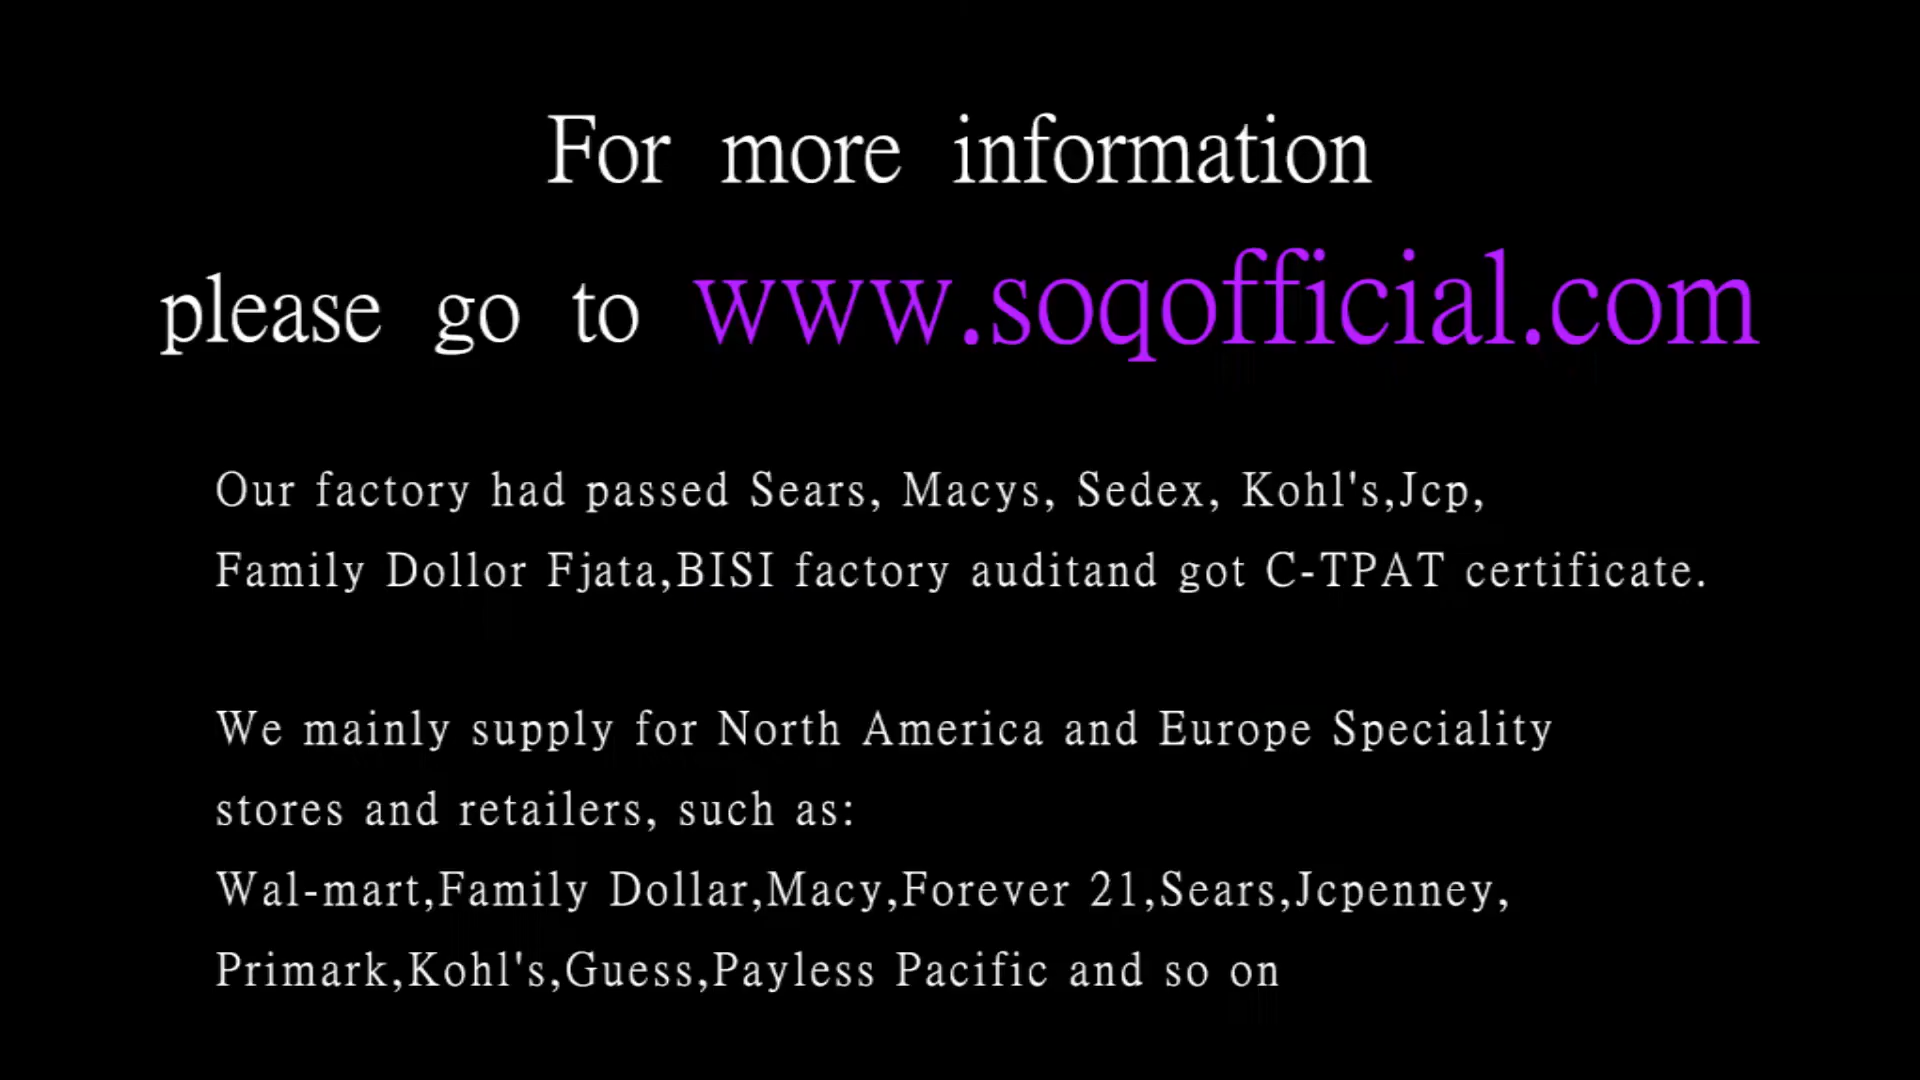 For more information
please go to www.soqofficial.com
Our factory had passed Sears, Macys, Sedex, Kohl's,Jcp,
Family Dollor Fjata,BISI factory auditand got C-TPAT certificate.
We mainly supply for North America and Europe Speciality
stores and retailers, such as:
Wal-mart,Family Dollar,Macy,Forever 21,Sears,Jcpenney,
Primark,Kohl's,Guess,Payless Pacific and so on